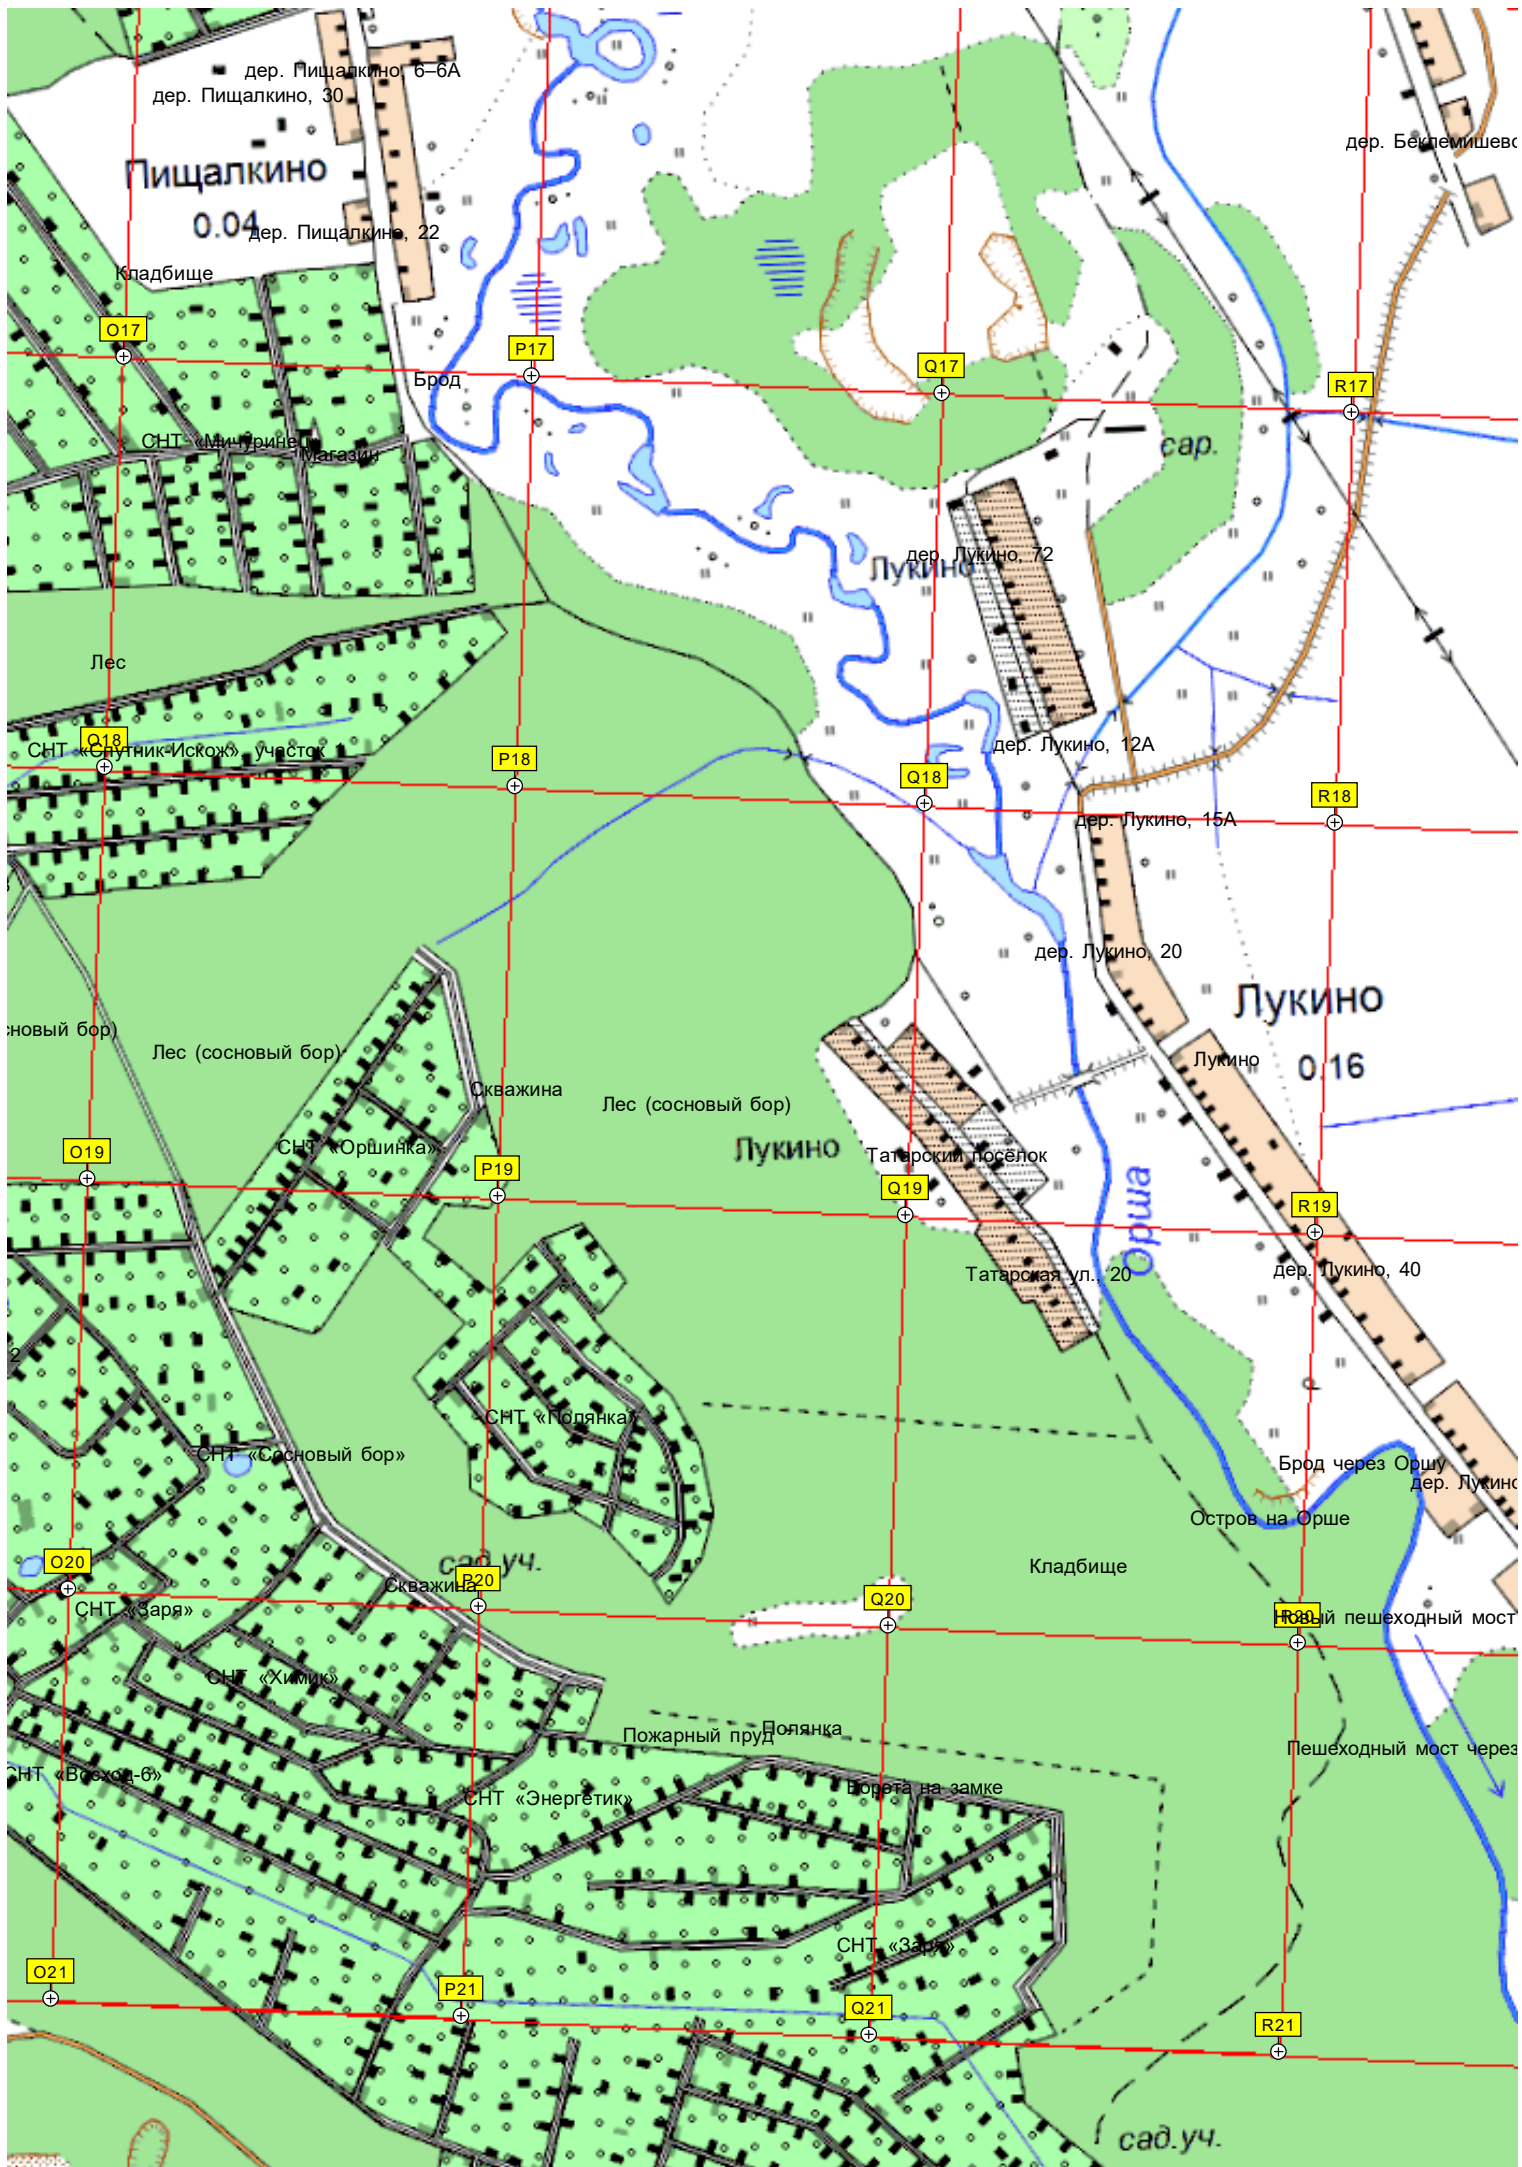 дер. Пищалкино, 6–6А
дер. Пищалкино, 30
дер. Беклемишево
Пищалкино
0.04
дер. Пищалкино, 22
Кладбище
O17
P17
Q17
R17
Брод
СНТ «Мичуринец»
Магазин
сар.
дер. Лукино, 72
Лукино
Лес
O18
СНТ «Спутник-Искож», участок 1
P18
дер. Лукино, 12А
Q18
R18
дер. Лукино, 15А
дер. Лукино, 20
Лукино
0.16
сновый бор)
Лес (сосновый бор)
Лукино
Скважина
Лес (сосновый бор)
СНТ «Оршинка»
Лукино
Татарский посёлок
O19
P19
Q19
R19
Орша
дер. Лукино, 40
Татарская ул., 20
2
СНТ «Полянка»
СНТ «Сосновый бор»
Брод через Оршу
дер. Лукино
Остров на Орше
сад.уч.
Кладбище
O20
Скважина
P20
Q20
R20
СНТ «Заря»
Новый пешеходный мост
СНТ «Химик»
Пожарный пруд
Полянка
Пешеходный мост через
СНТ «Восход-6»
СНТ «Энергетик»
Ворота на замке
СНТ «Заря»
O21
P21
Q21
R21
сад.уч.